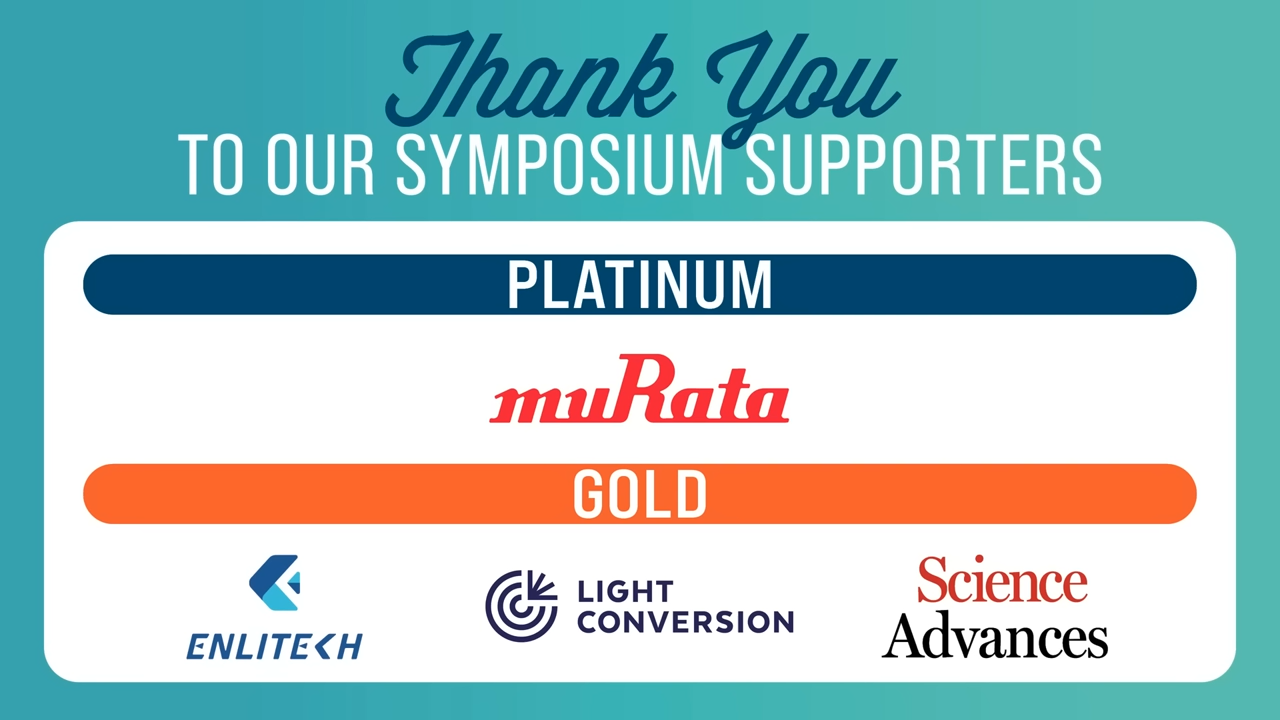 Thank You
TO OUR SYMPOSIUM SUPPORTERS
PLATINUM
muRata
GOLD
ENLITECH
LIGHT
CONVERSION
Science
Advances